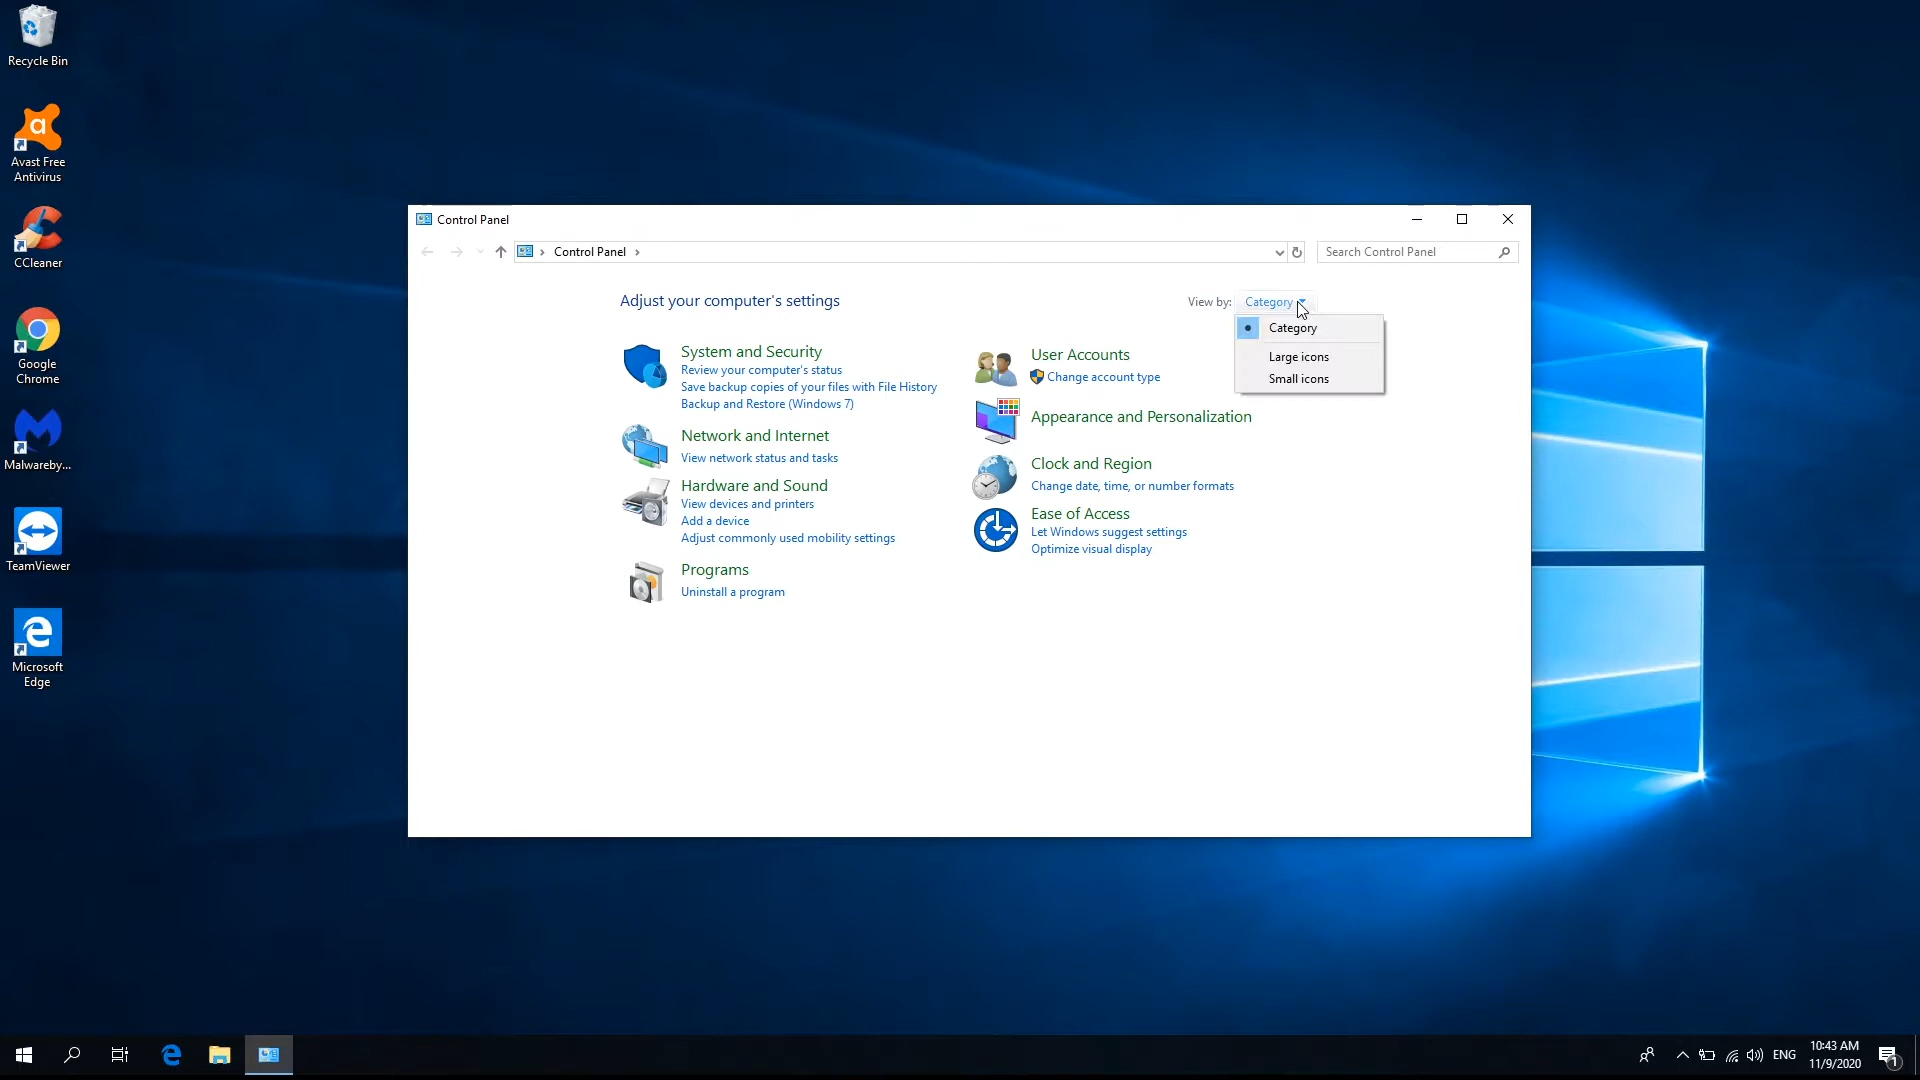 Recycle Bin
Avast Free
Antivirus
CCleaner
Google
Chrome
Malwareby...
TeamViewer
Microsoft
Edge
Control Panel
Control Panel
Search Control Panel
Adjust your computer's settings
View by: Category
Category
Large icons
Small icons
System and Security
Review your computer's status
Save backup copies of your files with File History
Backup and Restore (Windows 7)
Network and Internet
View network status and tasks
Hardware and Sound
View devices and printers
Add a device
Adjust commonly used mobility settings
Programs
Uninstall a program
User Accounts
Change account type
Appearance and Personalization
Clock and Region
Change date, time, or number formats
Ease of Access
Let Windows suggest settings
Optimize visual display
ENG
10:43 AM
11/9/2020
1